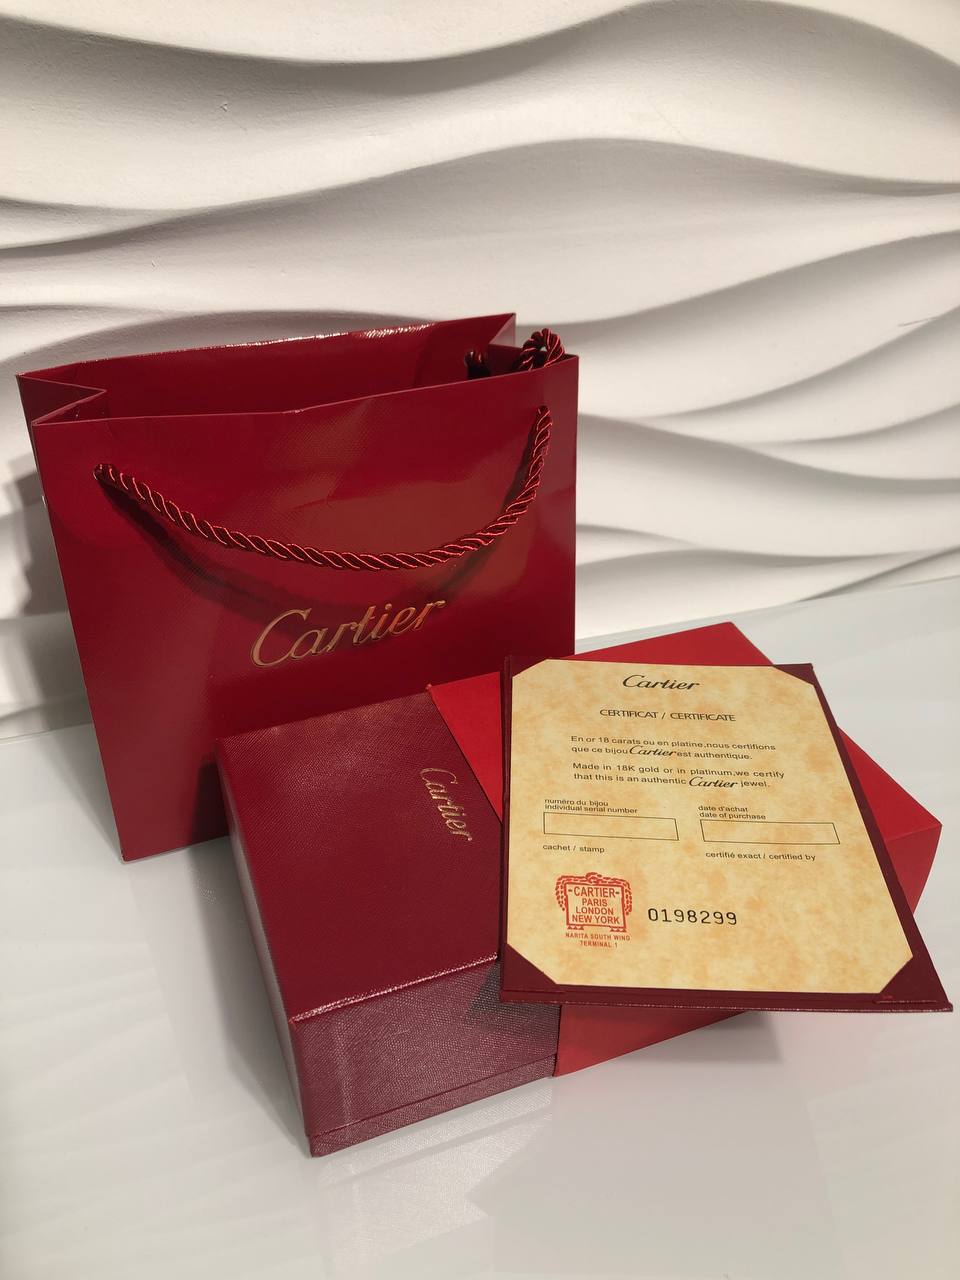 Cartier
Cartier
Cartier
CERTIFICAT / CERTIFICATE
En or 18 carats ou en platine,nous certifions
que ce bijou Cartier est authentique.
Made in 18K gold or in platinum,we certify
that this is an authentic Cartier jewel.
numéro du bijou
individual serial number
date d'achat
date of purchase
cachet / stamp
certifié exact / certified by
-CARTIER-
PARIS
LONDON
NEW YORK
NARITA SOUTH WING
TERMINAL 1
0198299